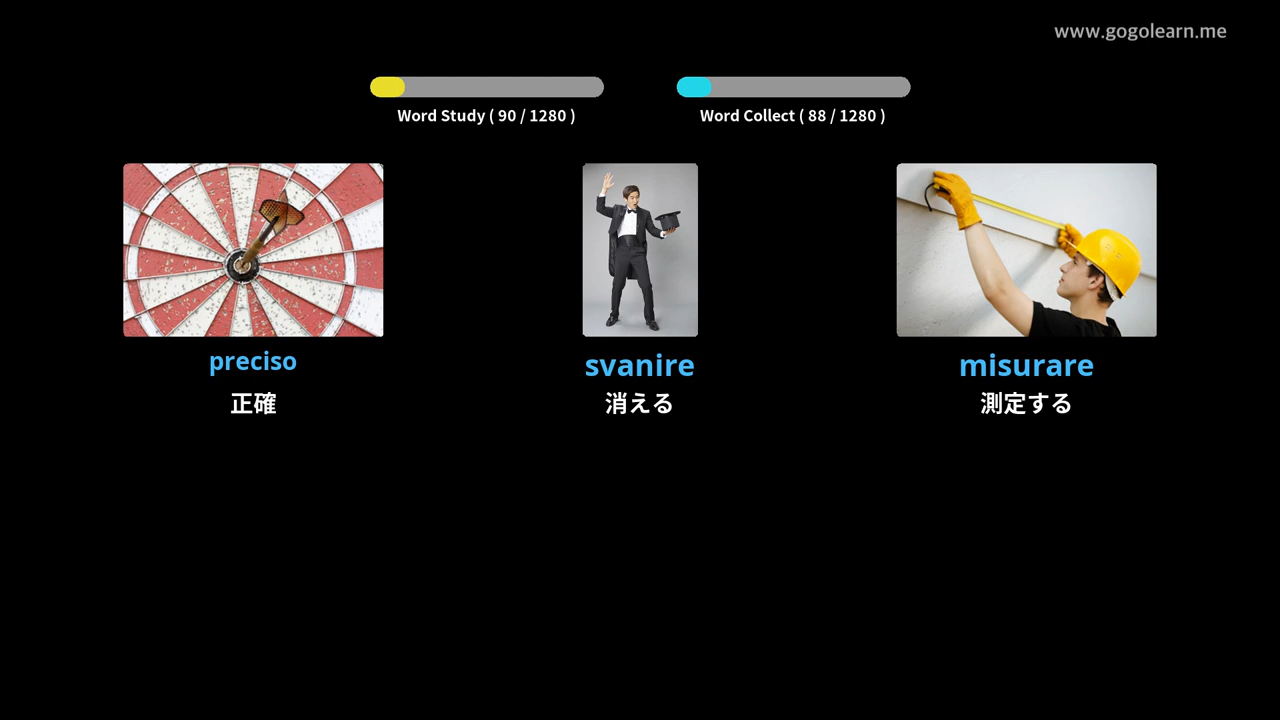 www.gogolearn.me
Word Study ( 90 / 1280 )
Word Collect ( 88 / 1280 )
preciso
svanire
misurare
正確
消える
測定する